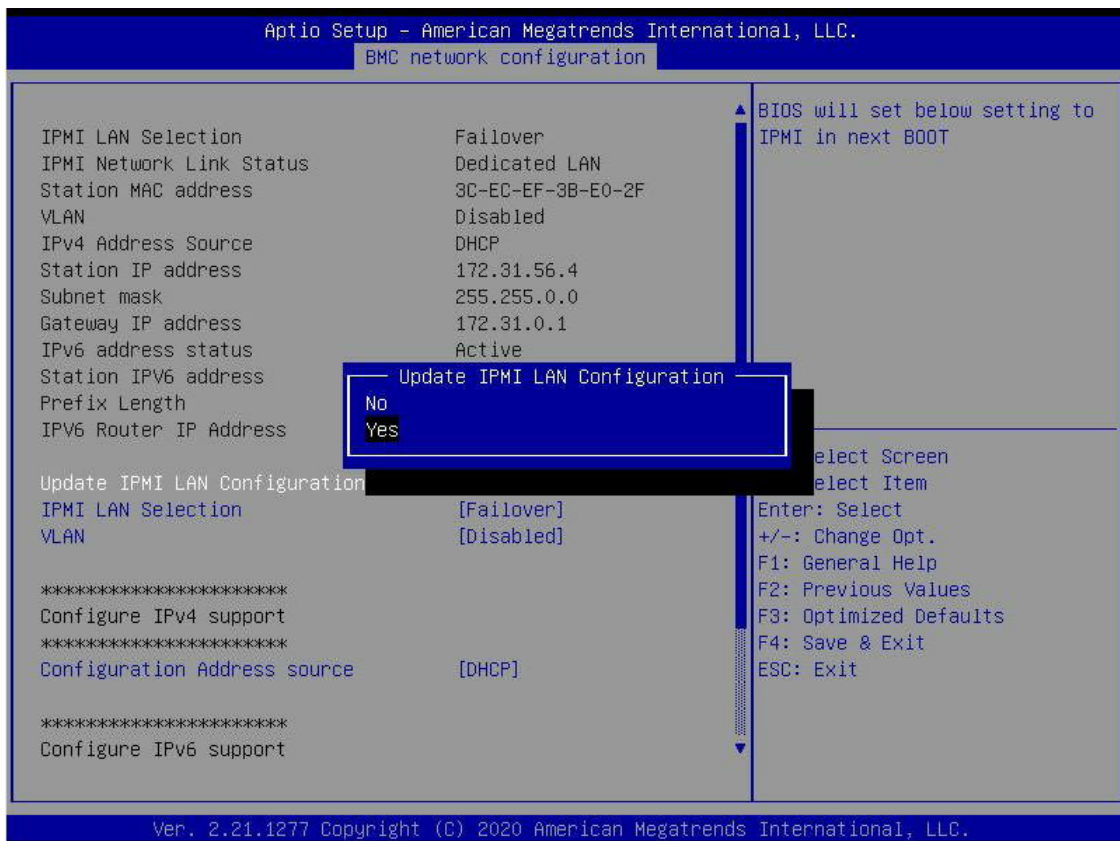 Aptio Setup – American Megatrends International, LLC.
BMC network configuration
IPMI LAN Selection Failover
IPMI Network Link Status Dedicated LAN
Station MAC address 3C-EC-EF-3B-E0-2F
VLAN Disabled
IPv4 Address Source DHCP
Station IP address 172.31.56.4
Subnet mask 255.255.0.0
Gateway IP address 172.31.0.1
IPv6 address status Active
Station IPV6 address
Prefix Length
IPV6 Router IP Address
Update IPMI LAN Configuration
No
Yes
Update IPMI LAN Configuration
IPMI LAN Selection [Failover]
VLAN [Disabled]
**********************
Configure IPv4 support
**********************
Configuration Address source [DHCP]
**********************
Configure IPv6 support
BIOS will set below setting to
IPMI in next BOOT
elect Screen
elect Item
Enter: Select
+/-: Change Opt.
F1: General Help
F2: Previous Values
F3: Optimized Defaults
F4: Save & Exit
ESC: Exit
Ver. 2.21.1277 Copyright (C) 2020 American Megatrends International, LLC.